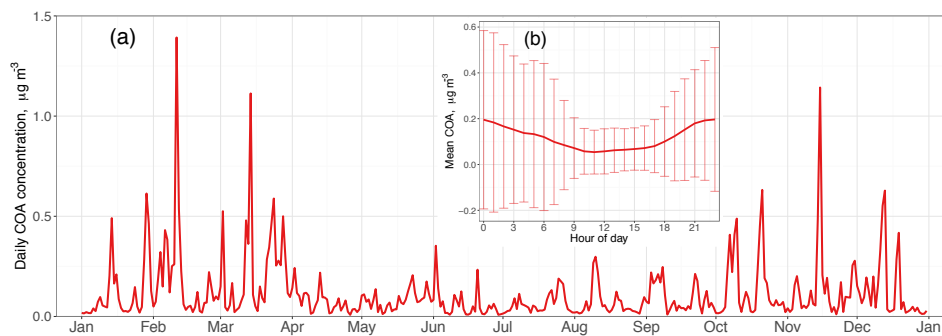 (a)
Daily COA concentration, μg m-3
1.5
1.0
0.5
0.0
Jan Feb Mar Apr May Jun Jul Aug Sep Oct Nov Dec Jan
(b)
Mean COA, μg m-3
0.6
0.4
0.2
0.0
−0.2
0 3 6 9 12 15 18 21
Hour of day